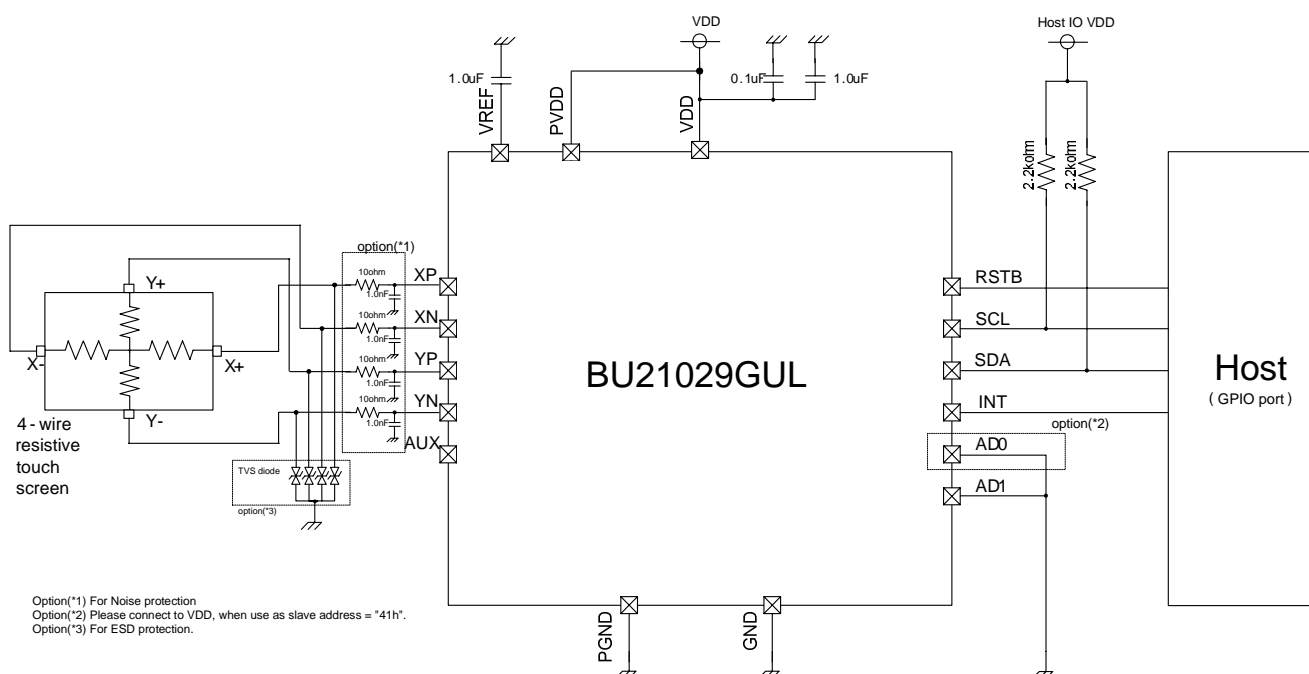 VDD
Host IO VDD
1.0uF
0.1uF
1.0uF
VREF
PVDD
VDD
2.2kohm
2.2kohm
option(*1)
10ohm
1.0nF
XP
10ohm
1.0nF
XN
10ohm
1.0nF
YP
10ohm
1.0nF
YN
AUX
Y+
X-
X+
Y-
4 - wire
resistive
touch
screen
TVS diode
option(*3)
BU21029GUL
RSTB
SCL
SDA
INT
option(*2)
AD0
AD1
Host
( GPIO port )
PGND
GND
Option(*1) For Noise protection
Option(*2) Please connect to VDD, when use as slave address = "41h".
Option(*3) For ESD protection.